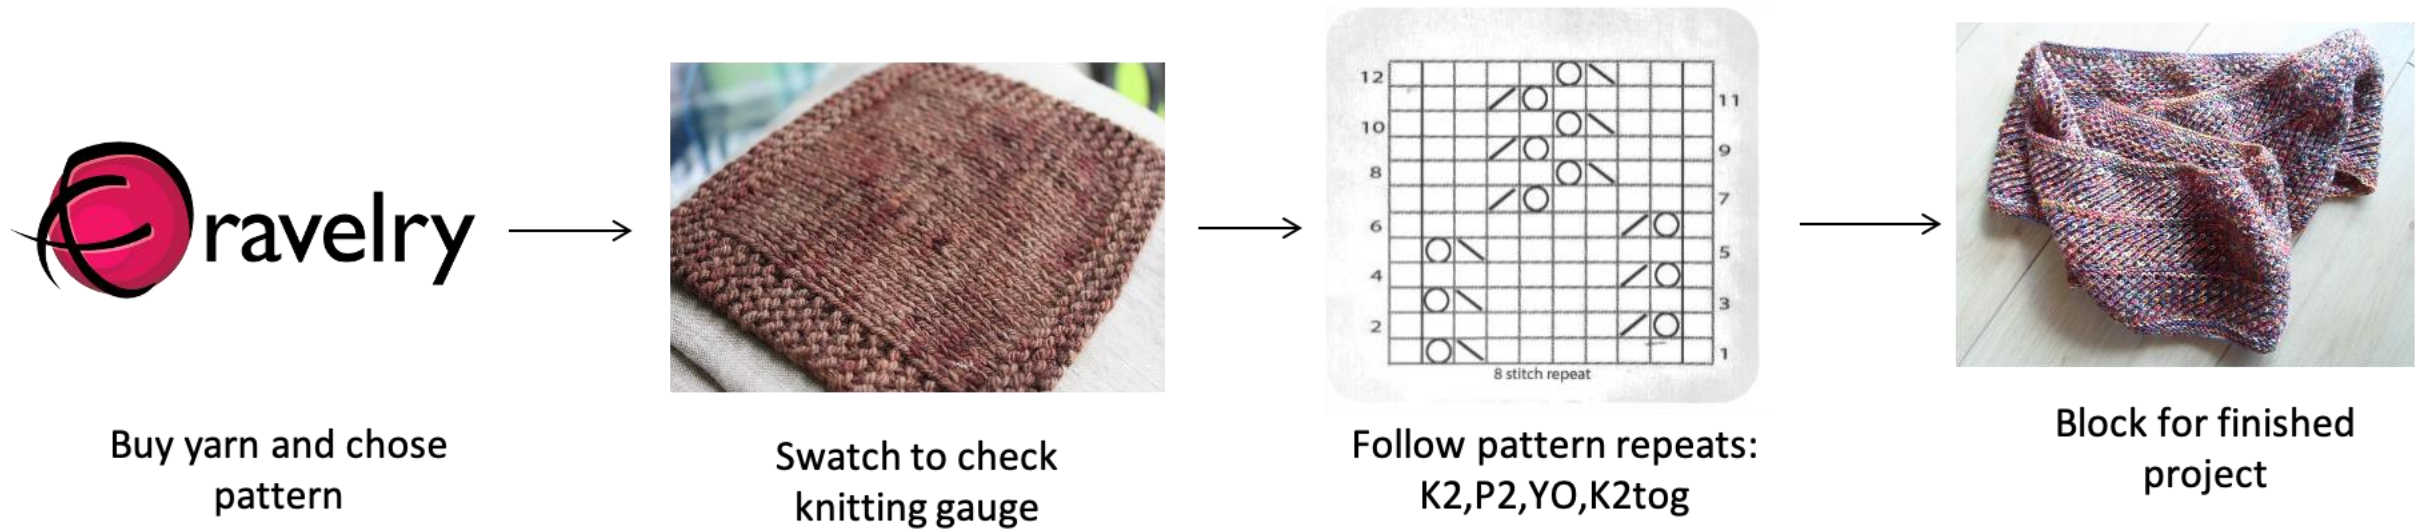 ravelry
Buy yarn and chose
pattern
Swatch to check
knitting gauge
12
11
10
9
8
7
6
5
4
3
2
1
8 stitch repeat
Follow pattern repeats:
K2,P2,YO,K2tog
Block for finished
project